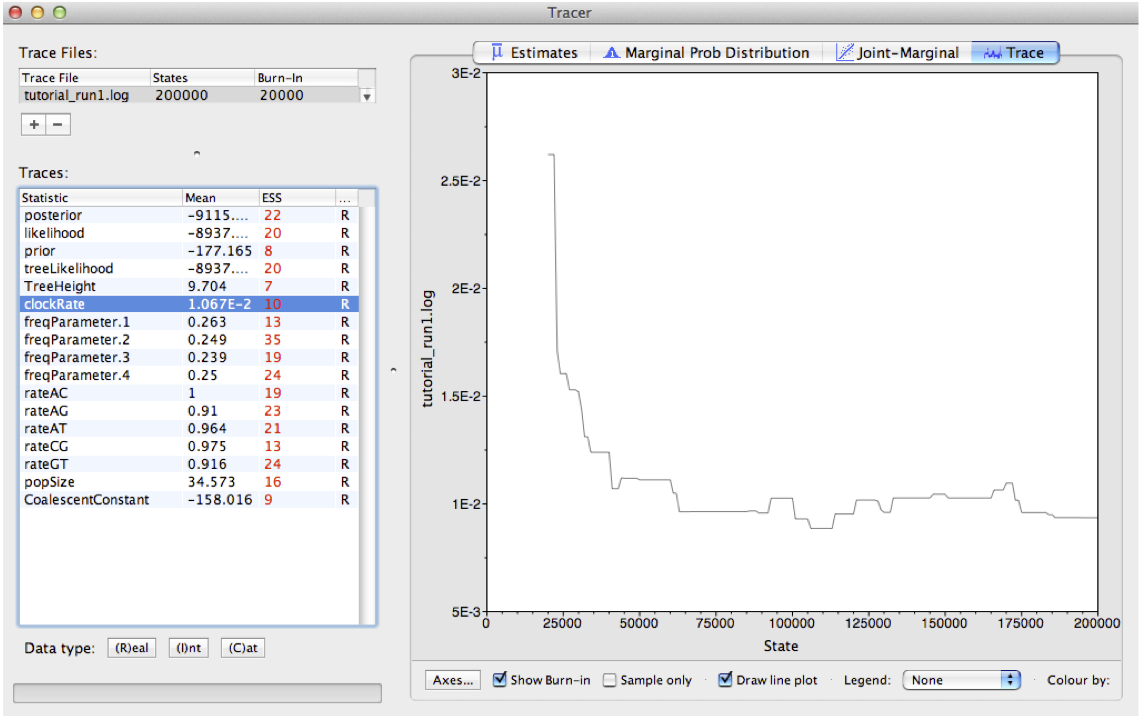 Tracer
Trace Files:
Trace File States Burn-In
tutorial_run1.log 200000 20000
+ −
Traces:
Statistic Mean ESS ...
posterior -9115.... 22 R
likelihood -8937.... 20 R
prior -177.165 8 R
treeLikelihood -8937.... 20 R
TreeHeight 9.704 7 R
clockRate 1.067E-2 10 R
freqParameter.1 0.263 13 R
freqParameter.2 0.249 35 R
freqParameter.3 0.239 19 R
freqParameter.4 0.25 24 R
rateAC 1 19 R
rateAG 0.91 23 R
rateAT 0.964 21 R
rateCG 0.975 13 R
rateGT 0.916 24 R
popSize 34.573 16 R
CoalescentConstant -158.016 9 R
Data type: (R)eal (I)nt (C)at
μ Estimates Marginal Prob Distribution Joint-Marginal Trace
3E-2
2.5E-2
2E-2
1.5E-2
1E-2
5E-3
tutorial_run1.log
0 25000 50000 75000 100000 125000 150000 175000 200000
State
Axes... Show Burn-in Sample only Draw line plot Legend: None Colour by: